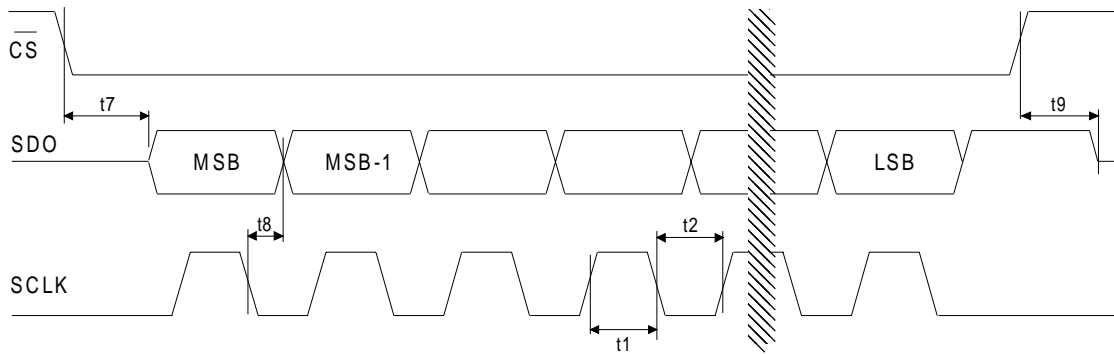 CS
t7
t9
SDO
MSB
MSB-1
LSB
t8
t2
SCLK
t1